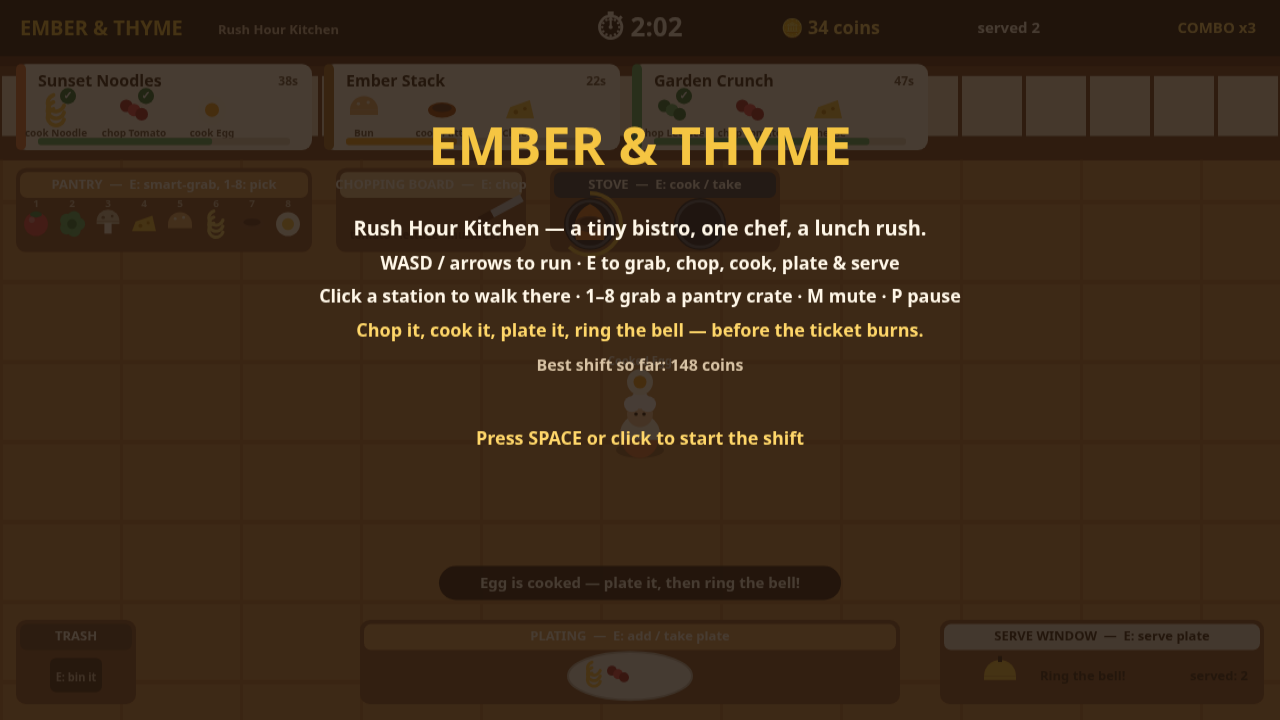 EMBER & THYME
Rush Hour Kitchen
2:02
34 coins
served 2
COMBO x3
Sunset Noodles
38s
Ember Stack
22s
Garden Crunch
47s
cook Noodle
chop Tomato
cook Egg
Bun
EMBER & THYME
PANTRY — E: smart-grab, 1-8: pick
CHOPPING BOARD — E: chop
STOVE — E: cook / take
1 2 3 4 5 6 7 8
Rush Hour Kitchen — a tiny bistro, one chef, a lunch rush.
WASD / arrows to run · E to grab, chop, cook, plate & serve
Click a station to walk there · 1–8 grab a pantry crate · M mute · P pause
Chop it, cook it, plate it, ring the bell — before the ticket burns.
Best shift so far: 148 coins
Press SPACE or click to start the shift
Egg is cooked — plate it, then ring the bell!
TRASH
E: bin it
PLATING — E: add / take plate
SERVE WINDOW — E: serve plate
Ring the bell!
served: 2